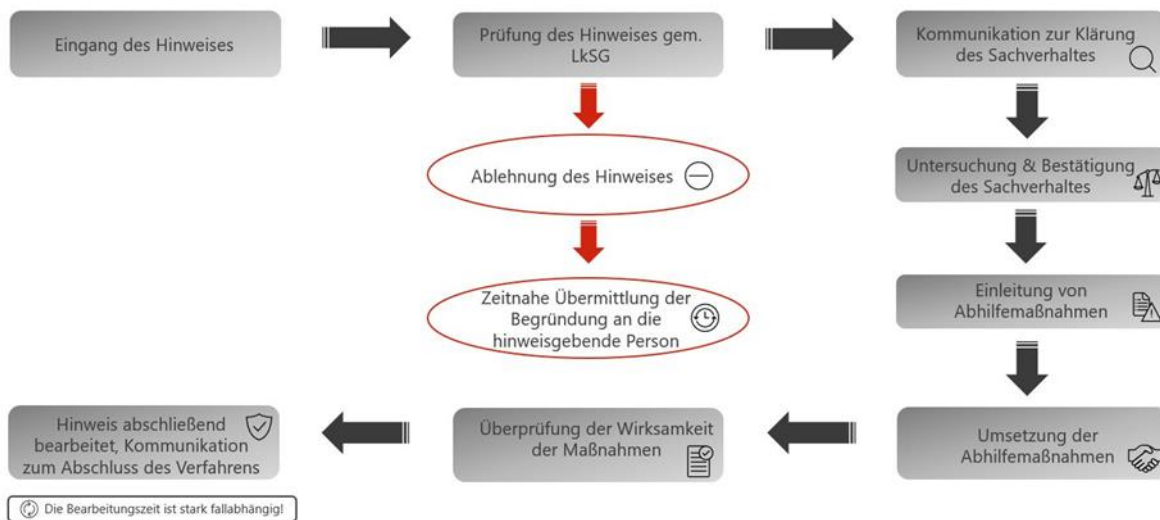 Eingang des Hinweises
Prüfung des Hinweises gem.
LkSG
Kommunikation zur Klärung
des Sachverhaltes
Ablehnung des Hinweises
Zeitnahe Übermittlung der
Begründung an die
hinweisgebende Person
Untersuchung & Bestätigung
des Sachverhaltes
Einleitung von
Abhilfemaßnahmen
Umsetzung der
Abhilfemaßnahmen
Überprüfung der Wirksamkeit
der Maßnahmen
Hinweis abschließend
bearbeitet, Kommunikation
zum Abschluss des Verfahrens
Die Bearbeitungszeit ist stark fallabhängig!